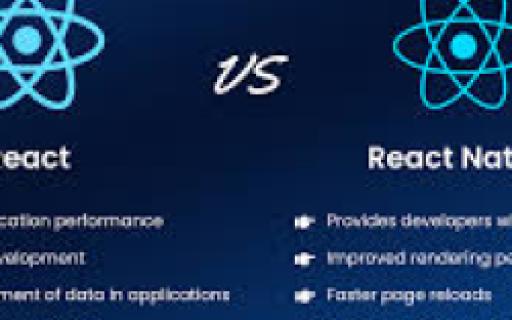 VS
eact
React Nat
cation performance
Provides developers wi
velopment
Improved rendering pe
ment of data in applications
Faster page reloads